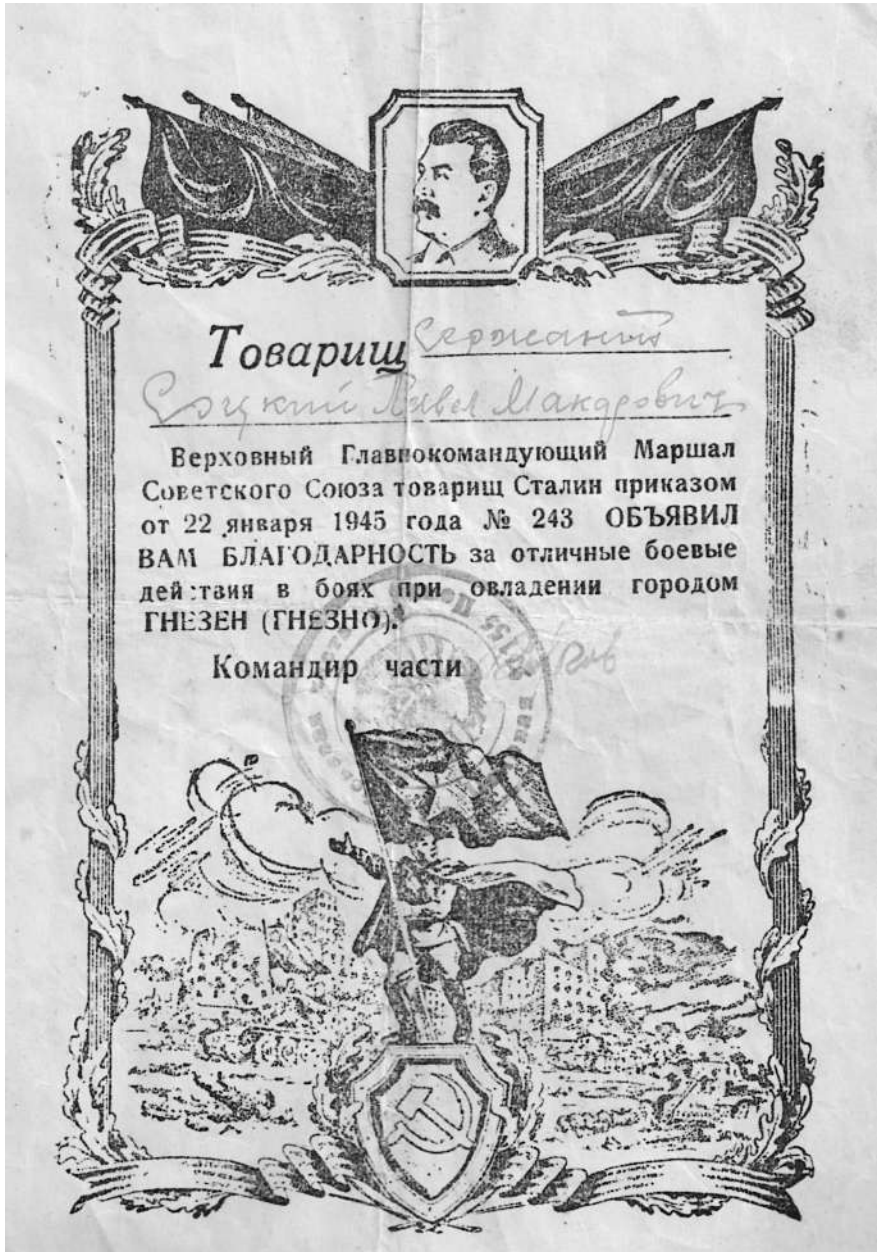 Товарищ Сержант
Павел Макарович
Верховный Главнокомандующий Маршал
Советского Союза товарищ Сталин приказом
от 22 января 1945 года № 243 ОБЪЯВИЛ
ВАМ БЛАГОДАРНОСТЬ за отличные боевые
действия в боях при овладении городом
ГНЕЗЕН (ГНЕЗНО).
Командир части